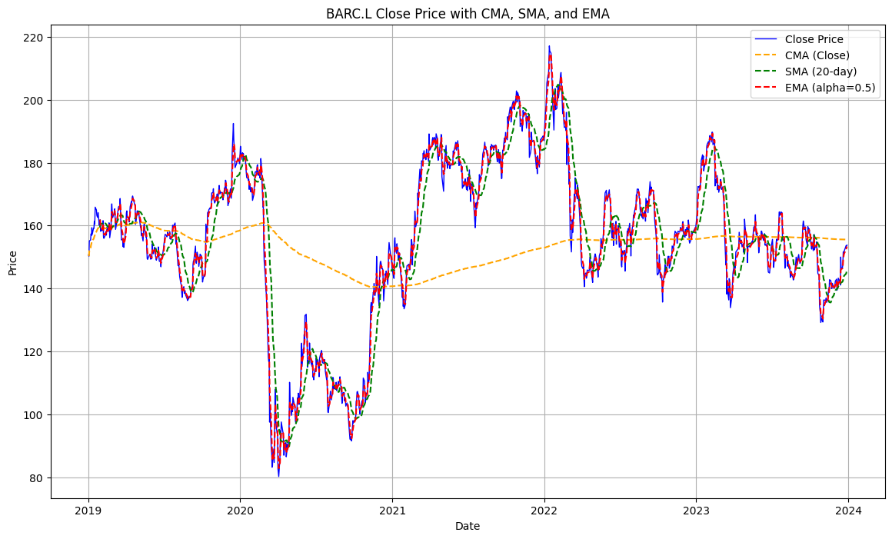 BARC.L Close Price with CMA, SMA, and EMA
Close Price
CMA (Close)
SMA (20-day)
EMA (alpha=0.5)
Price
220
200
180
160
140
120
100
80
2019
2020
2021
2022
2023
2024
Date